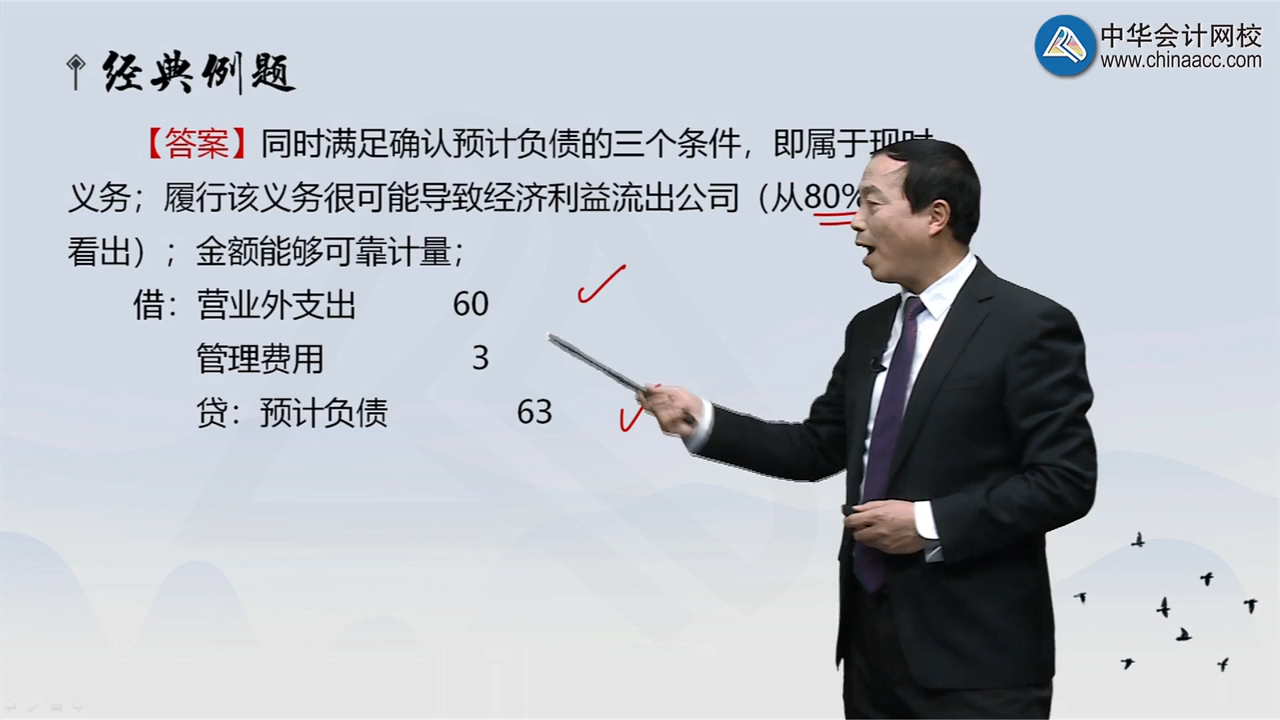 中华会计网校
www.chinaacc.com
经典例题
【答案】同时满足确认预计负债的三个条件，即属于现时
义务；履行该义务很可能导致经济利益流出公司（从80%
看出）；金额能够可靠计量；
借：营业外支出 60
管理费用 3
贷：预计负债 63